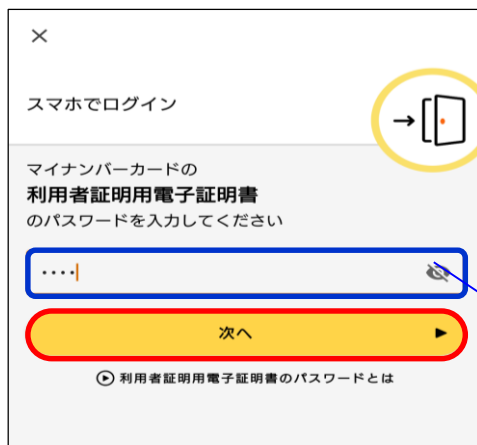 スマホでログイン
マイナンバーカードの
利用者証明用電子証明書
のパスワードを入力してください
····
次へ
利用者証明用電子証明書のパスワードとは